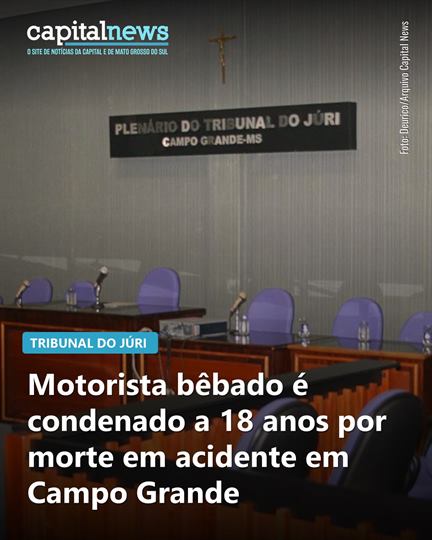 capitalnews
O SITE DE NOTÍCIAS DA CAPITAL E DE MATO GROSSO DO SUL
Foto: Deurico/Arquivo Capital News
PLENÁRIO DO TRIBUNAL DO JÚRI
CAMPO GRANDE-MS
TRIBUNAL DO JÚRI
Motorista bêbado é
condenado a 18 anos por
morte em acidente em
Campo Grande